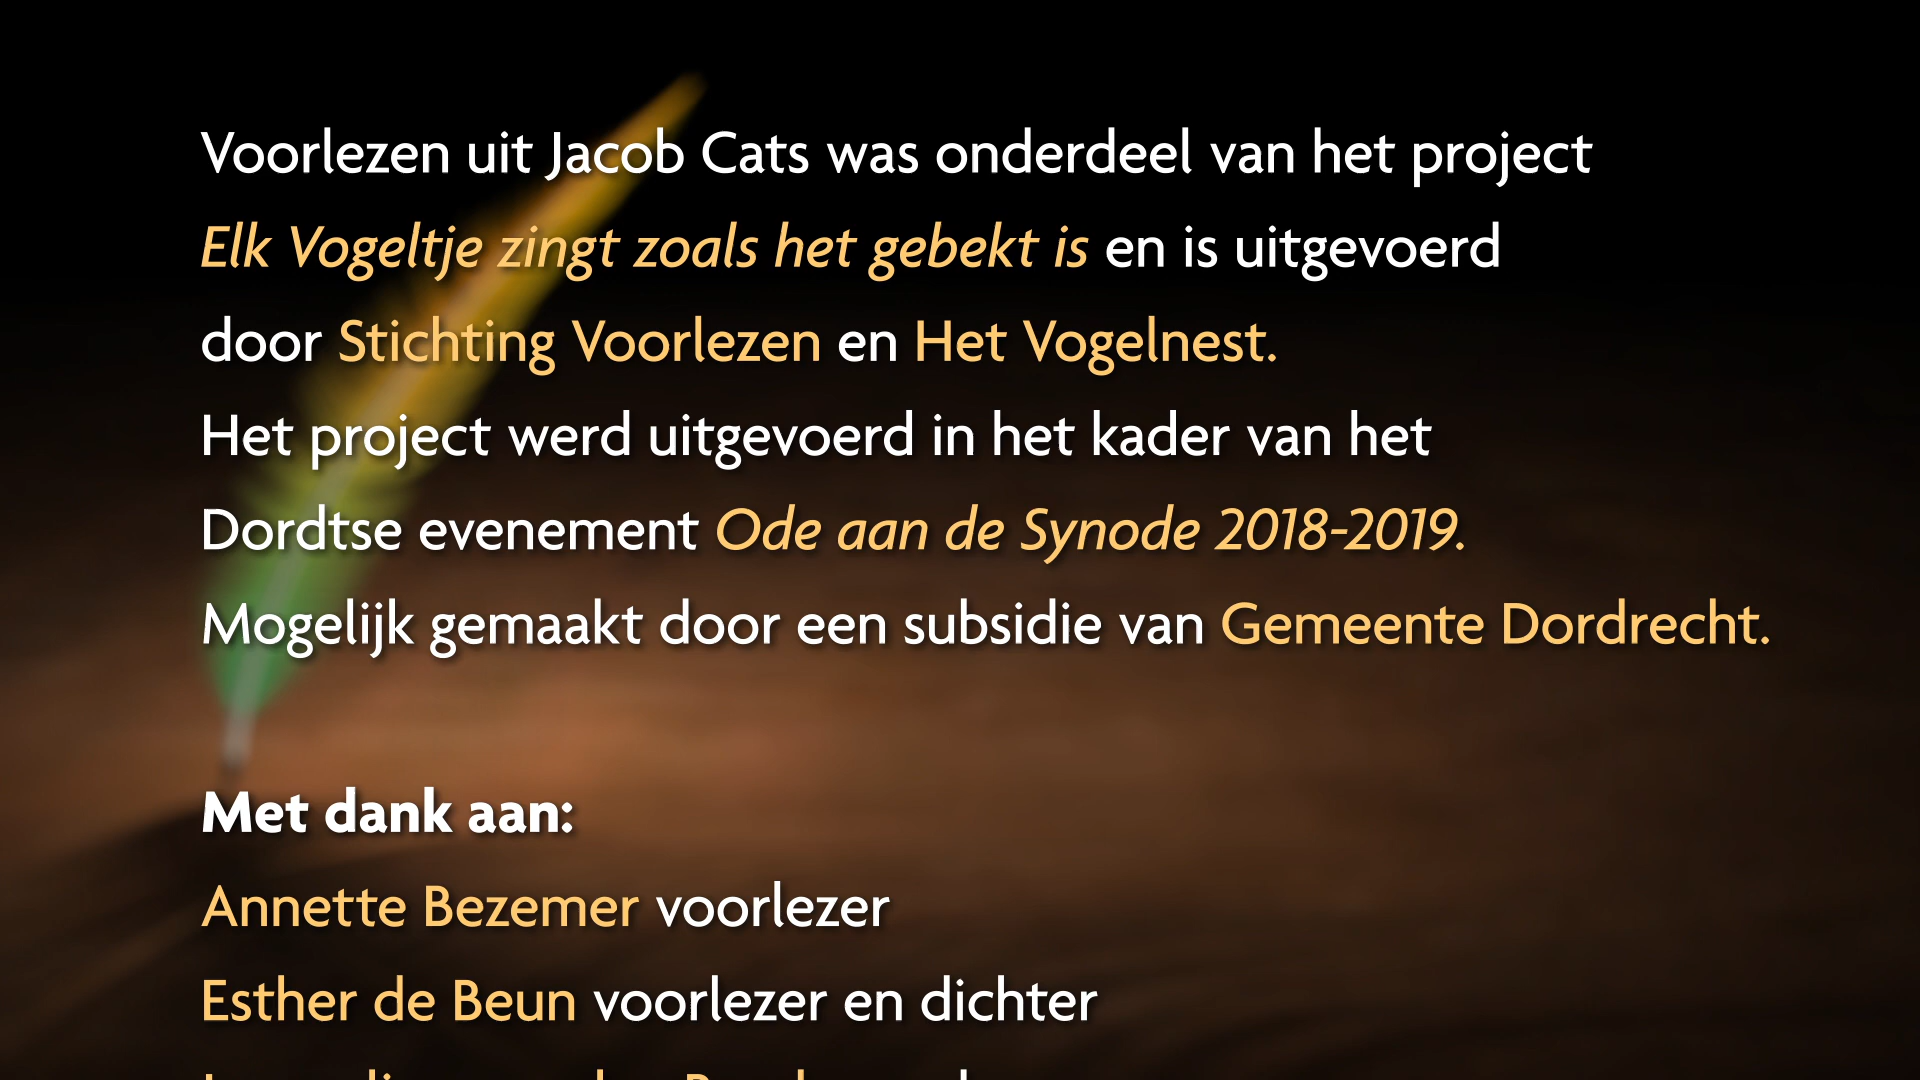 Voorlezen uit Jacob Cats was onderdeel van het project
Elk Vogeltje zingt zoals het gebekt is en is uitgevoerd
door Stichting Voorlezen en Het Vogelnest.
Het project werd uitgevoerd in het kader van het
Dordtse evenement Ode aan de Synode 2018-2019.
Mogelijk gemaakt door een subsidie van Gemeente Dordrecht.
Met dank aan:
Annette Bezemer voorlezer
Esther de Beun voorlezer en dichter